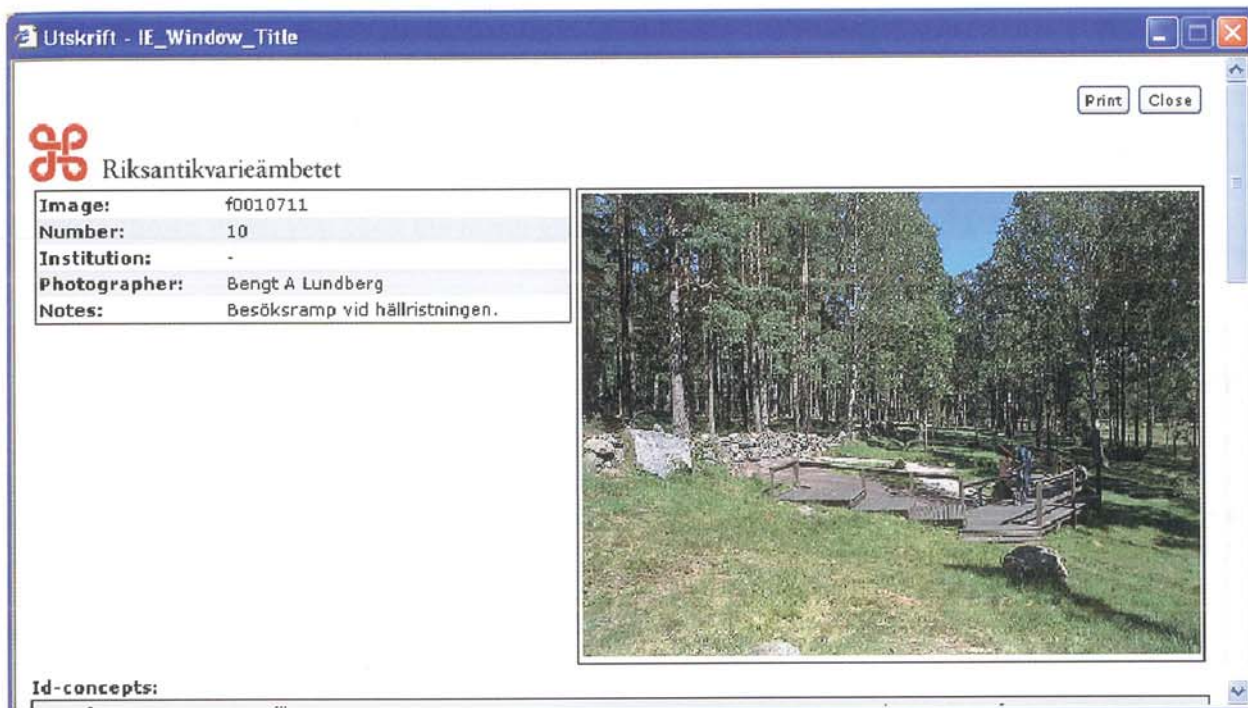 Utskrift - IE_Window_Title
Print Close
Riksantikvarieämbetet
Image: f0010711
Number: 10
Institution: -
Photographer: Bengt A Lundberg
Notes: Besöksramp vid hällristningen.
Id-concepts: